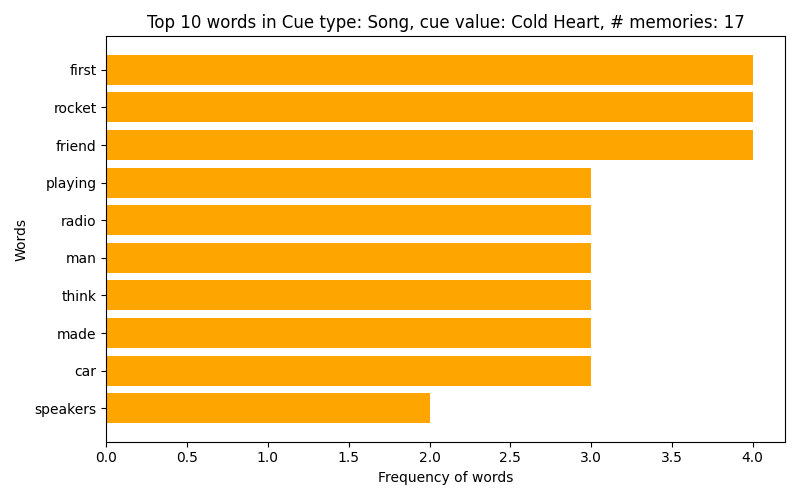 Top 10 words in Cue type: Song, cue value: Cold Heart, # memories: 17
first
rocket
friend
playing
radio
man
think
made
car
speakers
Words
0.0 0.5 1.0 1.5 2.0 2.5 3.0 3.5 4.0
Frequency of words